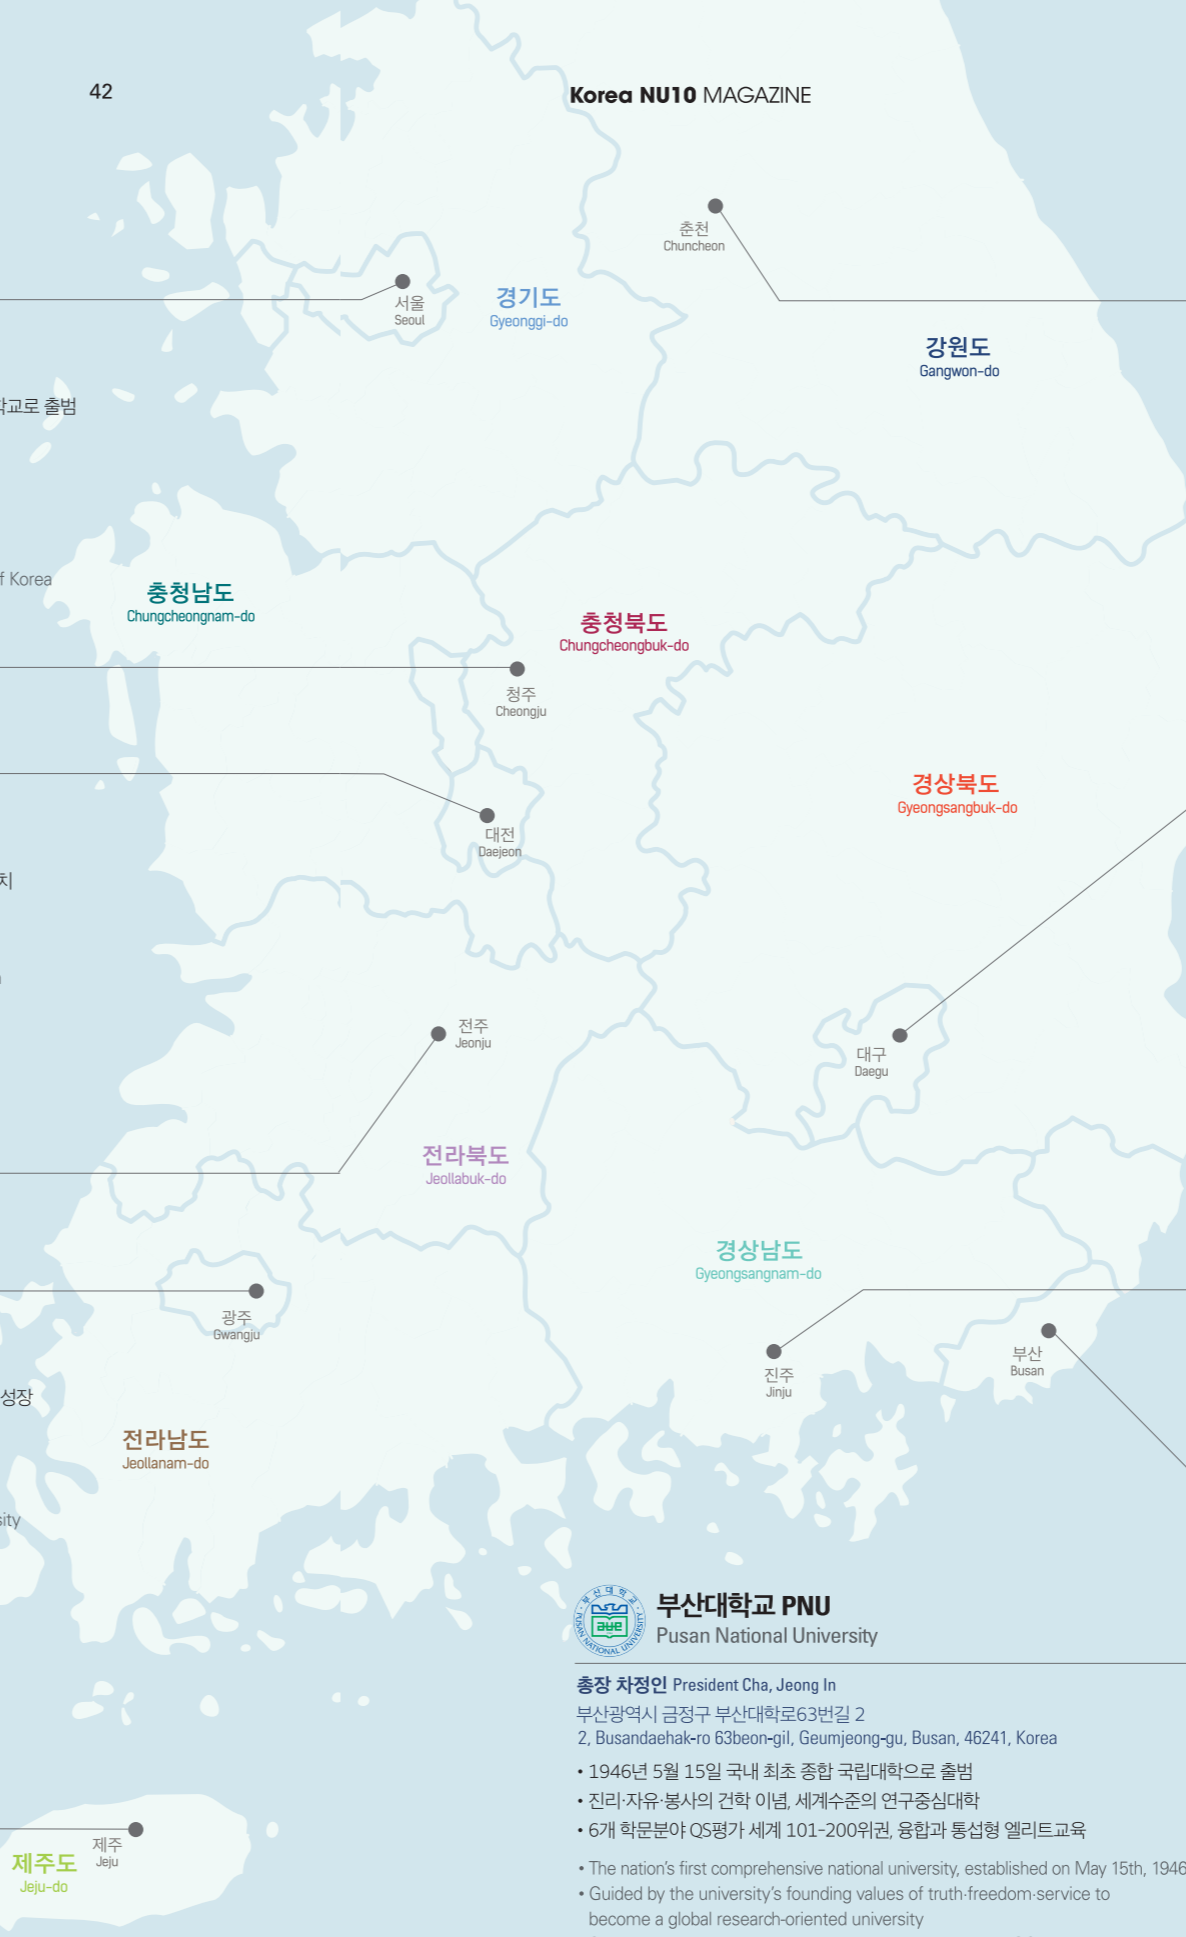 42
Korea NU10 MAGAZINE
춘천
Chuncheon
서울
Seoul
경기도
Gyeonggi-do
강원도
Gangwon-do
학교로 출범
f Korea
충청남도
Chungcheongnam-do
충청북도
Chungcheongbuk-do
청주
Cheongju
경상북도
Gyeongsangbuk-do
대전
Daejeon
치
전주
Jeonju
대구
Daegu
전라북도
Jeollabuk-do
경상남도
Gyeongsangnam-do
광주
Gwangju
부산
Busan
진주
Jinju
성장
전라남도
Jeollanam-do
sity
부산대학교
PUSAN NATIONAL UNIVERSITY
부산대학교 PNU
Pusan National University
총장 차정인 President Cha, Jeong In
부산광역시 금정구 부산대학로63번길 2
2, Busandaehak-ro 63beon-gil, Geumjeong-gu, Busan, 46241, Korea
• 1946년 5월 15일 국내 최초 종합 국립대학으로 출범
• 진리·자유·봉사의 건학 이념, 세계수준의 연구중심대학
• 6개 학문분야 QS평가 세계 101-200위권, 융합과 통섭형 엘리트교육
• The nation's first comprehensive national university, established on May 15th, 1946
• Guided by the university's founding values of truth·freedom·service to
become a global research-oriented university
제주
Jeju
제주도
Jeju-do